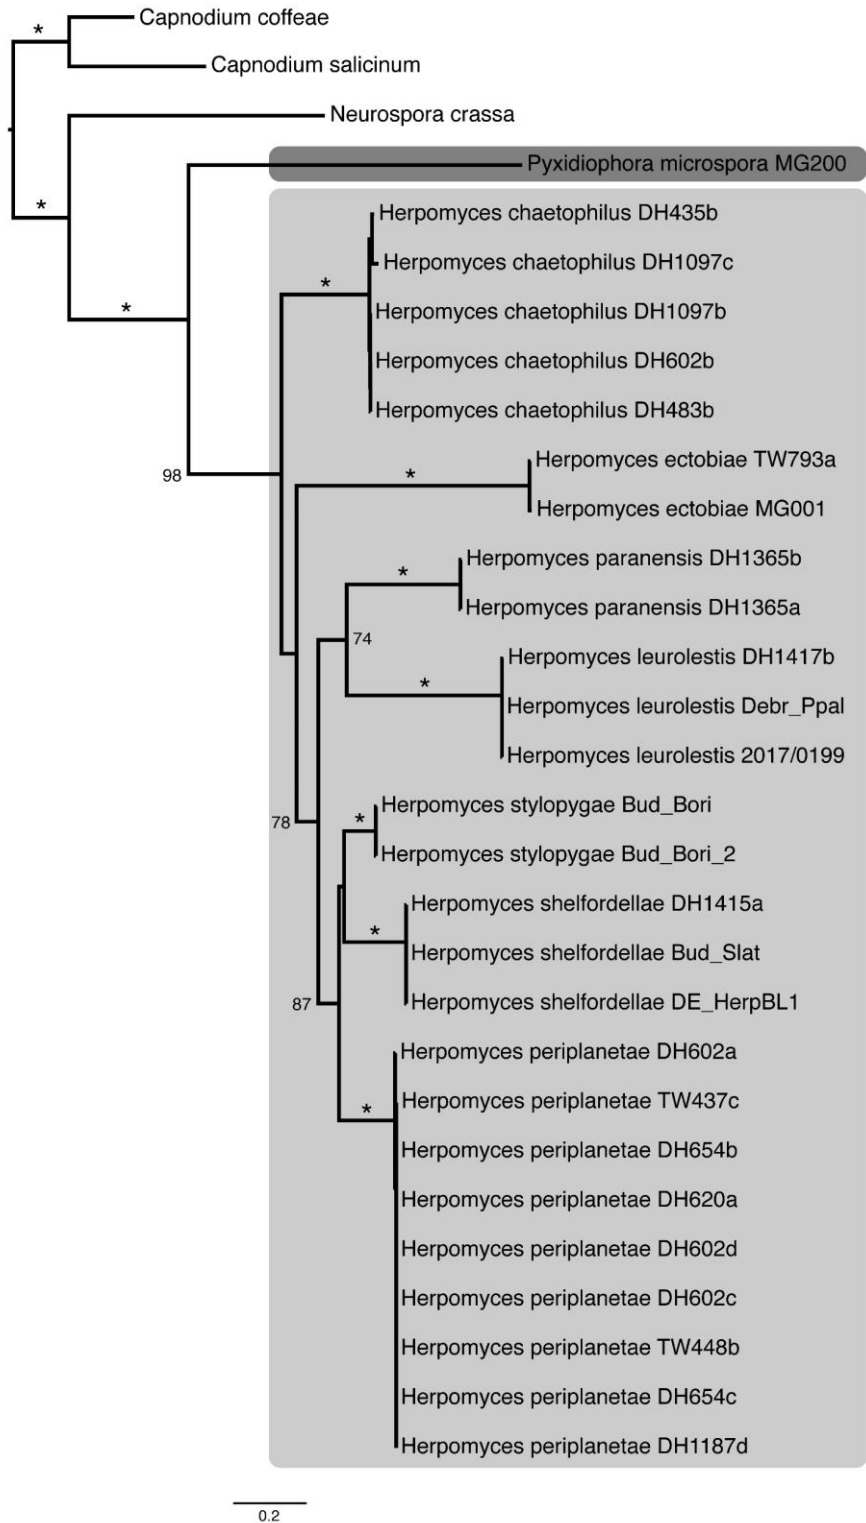 Capnodium coffeae
*
Capnodium salicinum
Neurospora crassa
Pyxidiophora microspora MG200
*
Herpomyces chaetophilus DH435b
Herpomyces chaetophilus DH1097c
*
*
Herpomyces chaetophilus DH1097b
Herpomyces chaetophilus DH602b
Herpomyces chaetophilus DH483b
Herpomyces ectobiae TW793a
98
*
Herpomyces ectobiae MG001
Herpomyces paranensis DH1365b
*
Herpomyces paranensis DH1365a
74
Herpomyces leurolestis DH1417b
*
Herpomyces leurolestis Debr_Ppal
Herpomyces leurolestis 2017/0199
Herpomyces stylopygae Bud_Bori
78
*
Herpomyces stylopygae Bud_Bori_2
Herpomyces shelfordellae DH1415a
*
Herpomyces shelfordellae Bud_Slat
87
Herpomyces shelfordellae DE_HerpBL1
Herpomyces periplanetae DH602a
*
Herpomyces periplanetae TW437c
Herpomyces periplanetae DH654b
Herpomyces periplanetae DH620a
Herpomyces periplanetae DH602d
Herpomyces periplanetae DH602c
Herpomyces periplanetae TW448b
Herpomyces periplanetae DH654c
Herpomyces periplanetae DH1187d
0.2